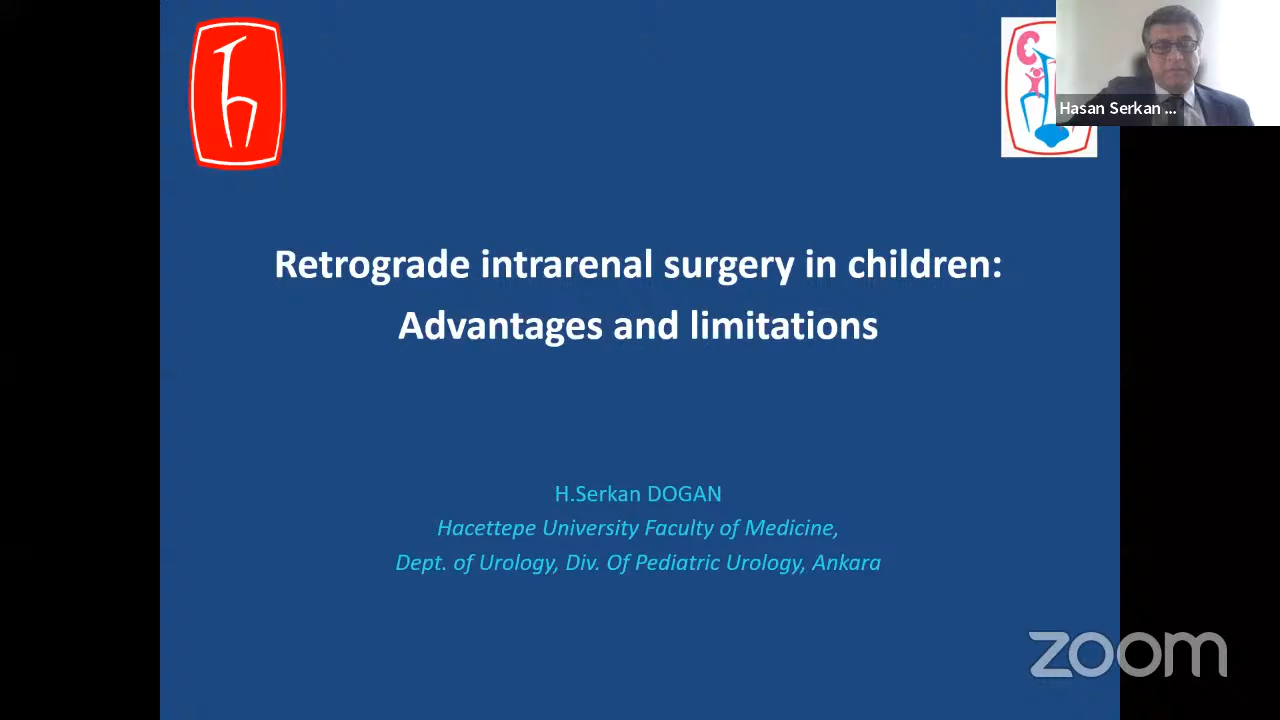 Hasan Serkan ...
Retrograde intrarenal surgery in children:
Advantages and limitations
H.Serkan DOGAN
Hacettepe University Faculty of Medicine,
Dept. of Urology, Div. Of Pediatric Urology, Ankara
zoom